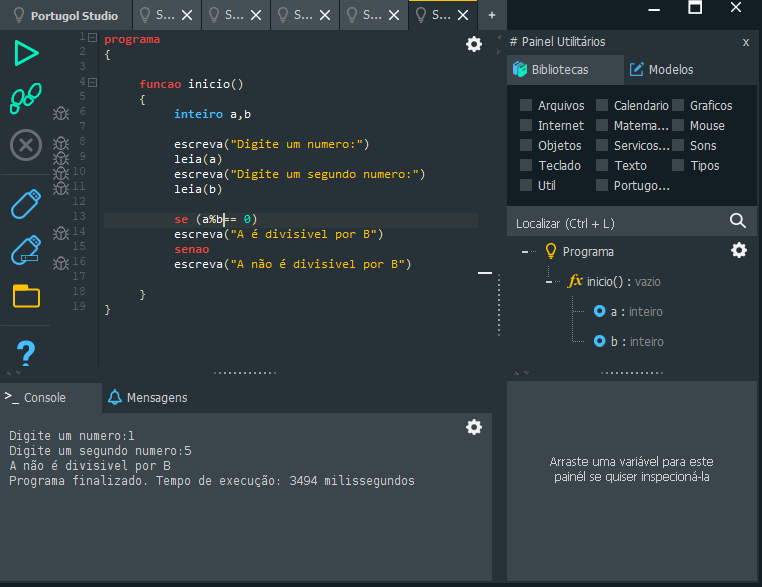 Portugol Studio S... S... S... S... S...
1 programa
2 {
3
4 funcao inicio()
5 {
6 inteiro a,b
7
8 escreva("Digite um numero:")
9 leia(a)
10 escreva("Digite um segundo numero:")
11 leia(b)
12
13 se (a%b== 0)
14 escreva("A é divisivel por B")
15 senao
16 escreva("A não é divisivel por B")
17
18 }
19 }
# Painel Utilitários x
Bibliotecas Modelos
Arquivos Calendario Graficos
Internet Matema... Mouse
Objetos Servicos... Sons
Teclado Texto Tipos
Util Portugo...
Localizar (Ctrl + L)
Programa
fx inicio() : vazio
a : inteiro
b : inteiro
>_ Console Mensagens
Digite um numero:1
Digite um segundo numero:5
A não é divisivel por B
Programa finalizado. Tempo de execução: 3494 milissegundos
Arraste uma variável para este
painél se quiser inspecioná-la